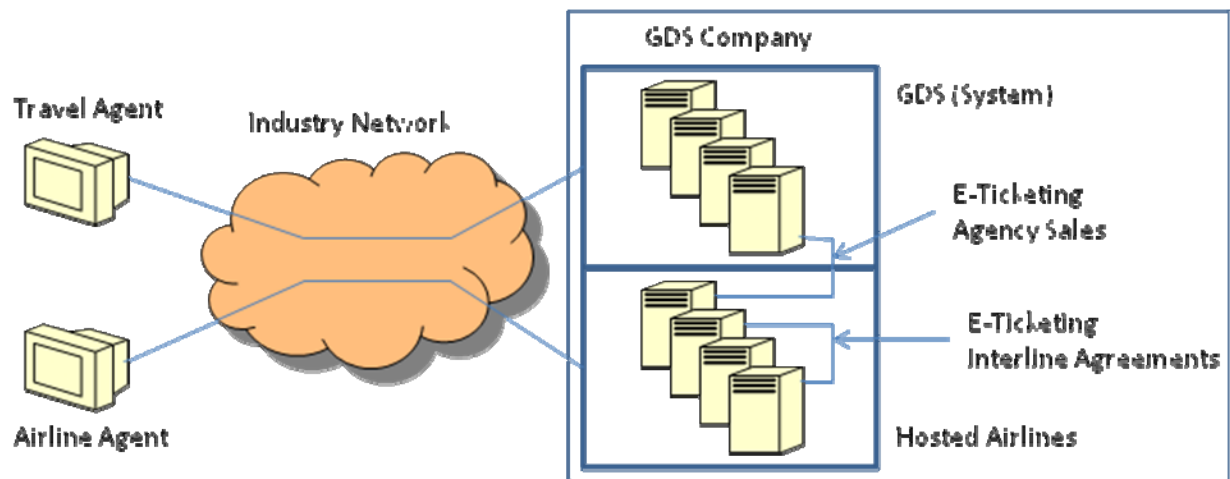 GDS Company
Travel Agent
Industry Network
GDS (System)
E-Ticketing
Agency Sales
E-Ticketing
Interline Agreements
Airline Agent
Hosted Airlines